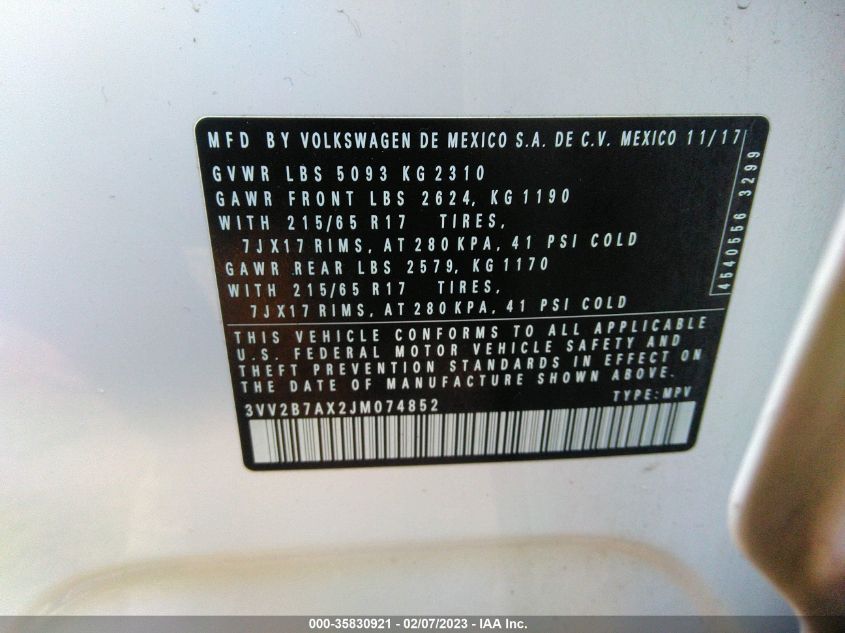 MFD BY VOLKSWAGEN DE MEXICO S.A. DE C.V. MEXICO 11/17
GVWR LBS 5093 KG 2310
GAWR FRONT LBS 2624, KG 1190
WITH 215/65 R17 TIRES,
7JX17 RIMS, AT 280 KPA, 41 PSI COLD
GAWR REAR LBS 2579, KG 1170
WITH 215/65 R17 TIRES,
7JX17 RIMS, AT 280 KPA, 41 PSI COLD
4540556 3299
THIS VEHICLE CONFORMS TO ALL APPLICABLE
U.S. FEDERAL MOTOR VEHICLE SAFETY AND
THEFT PREVENTION STANDARDS IN EFFECT ON
THE DATE OF MANUFACTURE SHOWN ABOVE.
3VV2B7AX2JM074852 TYPE: MPV
000-35830921 - 02/07/2023 - IAA Inc.